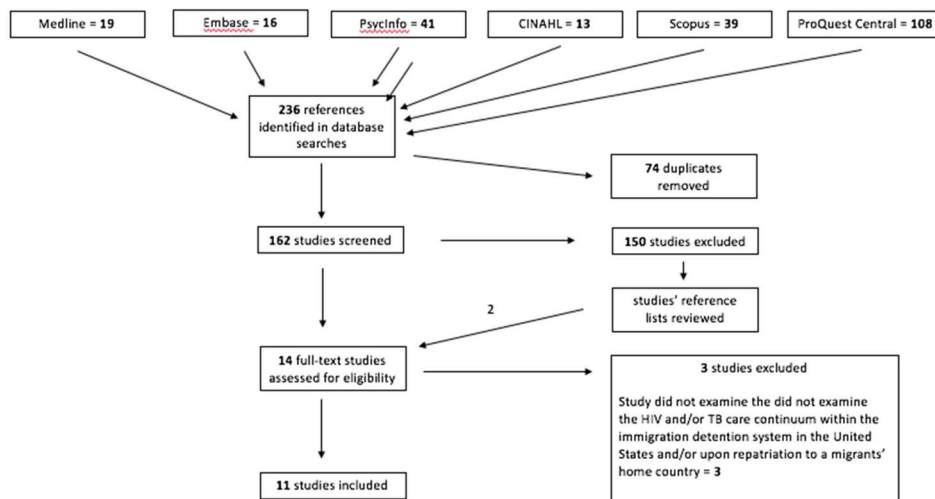 Medline = 19
Embase = 16
PsycInfo = 41
CINAHL = 13
Scopus = 39
ProQuest Central = 108
236 references
identified in database
searches
74 duplicates
removed
162 studies screened
150 studies excluded
studies' reference
lists reviewed
2
14 full-text studies
assessed for eligibility
3 studies excluded
Study did not examine the did not examine
the HIV and/or TB care continuum within the
immigration detention system in the United
States and/or upon repatriation to a migrants'
home country = 3
11 studies included